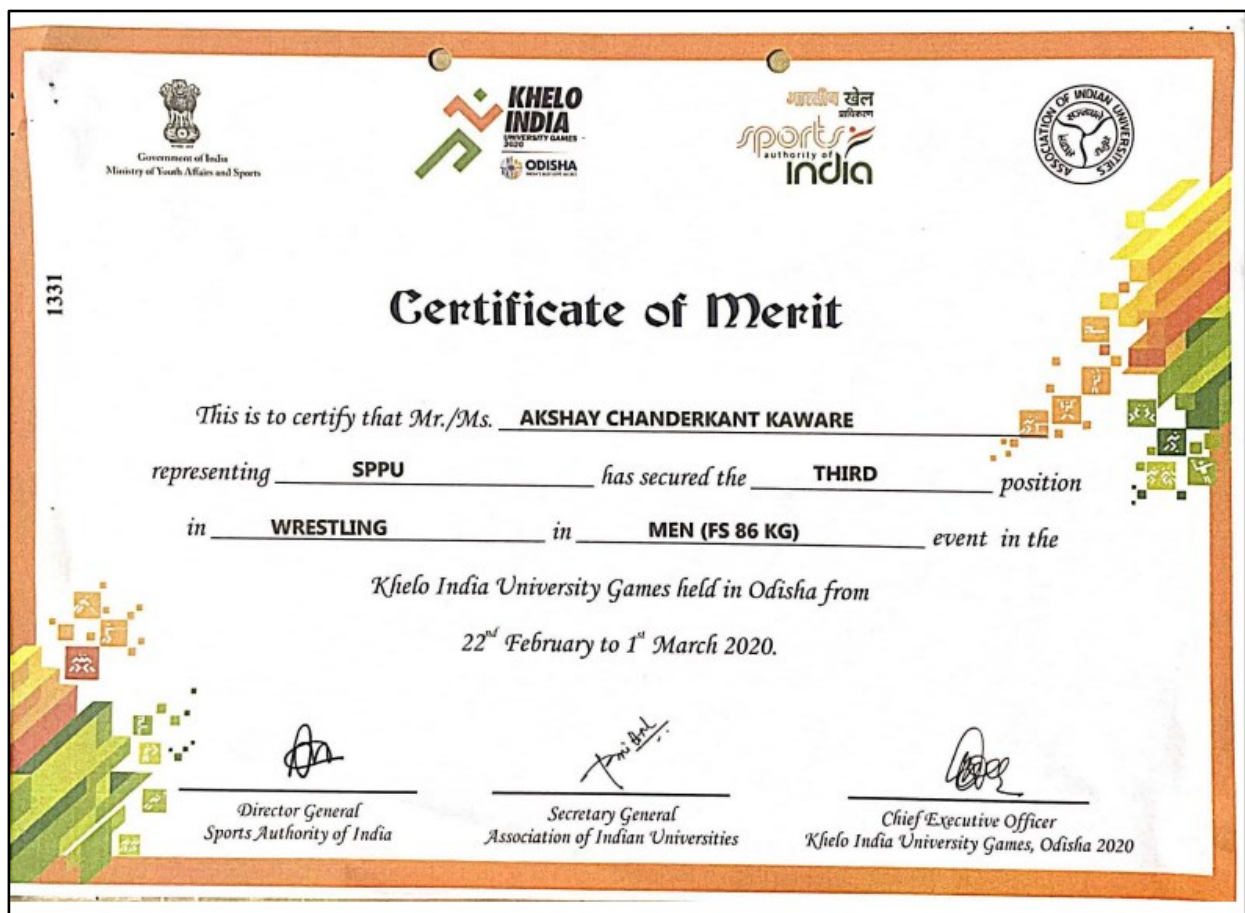 Government of India
Ministry of Youth Affairs and Sports
KHELO
INDIA
UNIVERSITY GAMES
2020
ODISHA
भारतीय खेल
प्राधिकरण
sports
authority of
india
ASSOCIATION OF INDIAN UNIVERSITIES
1331
Certificate of Merit
This is to certify that Mr./Ms. AKSHAY CHANDERKANT KAWARE
representing SPPU has secured the THIRD position
in WRESTLING in MEN (FS 86 KG) event in the
Khelo India University Games held in Odisha from
22nd February to 1st March 2020.
Director General
Sports Authority of India
Secretary General
Association of Indian Universities
Chief Executive Officer
Khelo India University Games, Odisha 2020